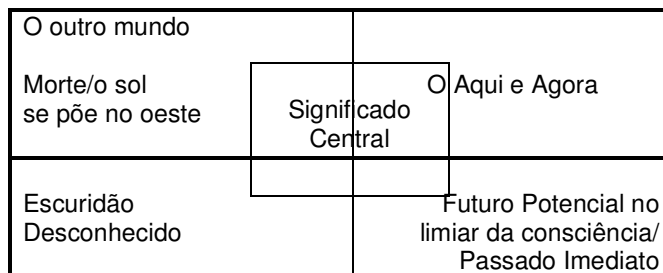 O outro mundo
Morte/o sol
se põe no oeste
Significado
Central
O Aqui e Agora
Escuridão
Desconhecido
Futuro Potencial no
limiar da consciência/
Passado Imediato